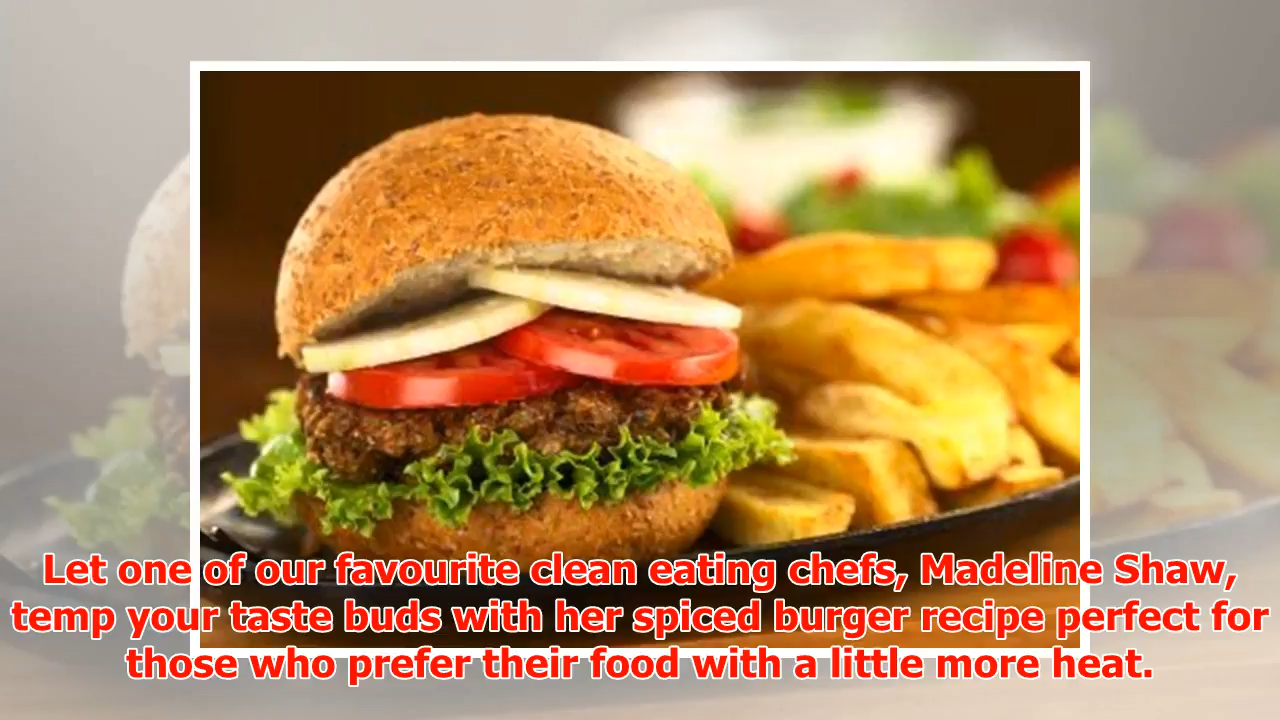 Let one of our favourite clean eating chefs, Madeline Shaw,
temp your taste buds with her spiced burger recipe perfect for
those who prefer their food with a little more heat.